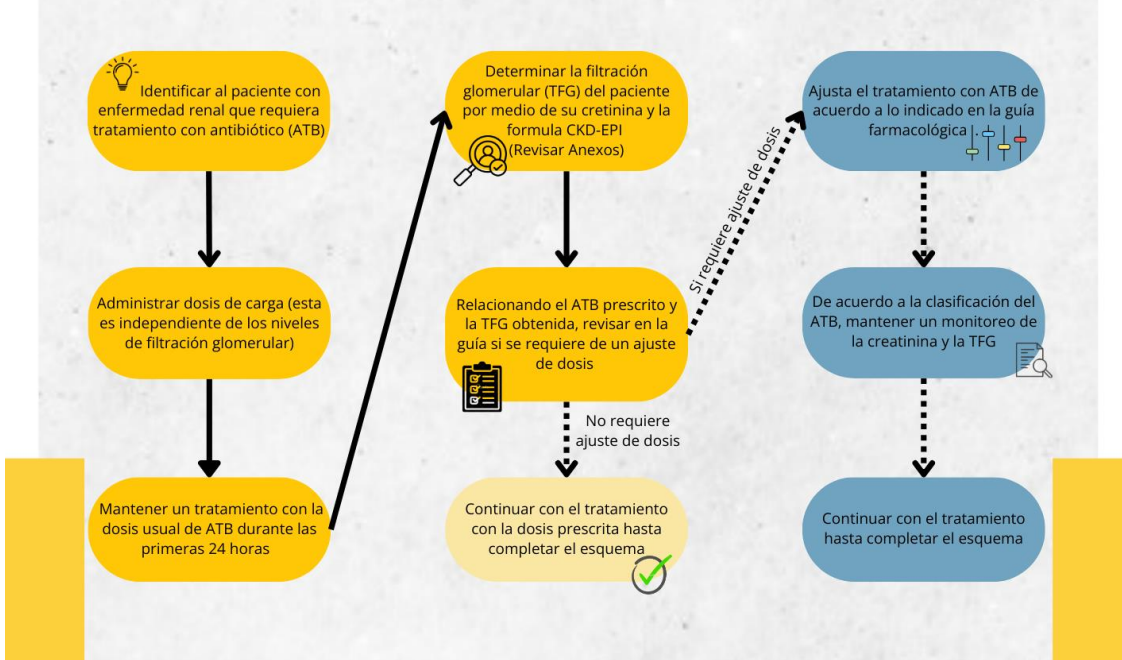 Identificar al paciente con
enfermedad renal que requiera
tratamiento con antibiótico (ATB)
Administrar dosis de carga (esta
es independiente de los niveles
de filtración glomerular)
Mantener un tratamiento con la
dosis usual de ATB durante las
primeras 24 horas
Determinar la filtración
glomerular (TFG) del paciente
por medio de su cretinina y la
formula CKD-EPI
(Revisar Anexos)
Relacionando el ATB prescrito y
la TFG obtenida, revisar en la
guía si se requiere de un ajuste
de dosis
No requiere
ajuste de dosis
Continuar con el tratamiento
con la dosis prescrita hasta
completar el esquema
Si requiere ajuste de dosis
Ajusta el tratamiento con ATB de
acuerdo a lo indicado en la guía
farmacológica .
De acuerdo a la clasificación del
ATB, mantener un monitoreo de
la creatinina y la TFG
Continuar con el tratamiento
hasta completar el esquema